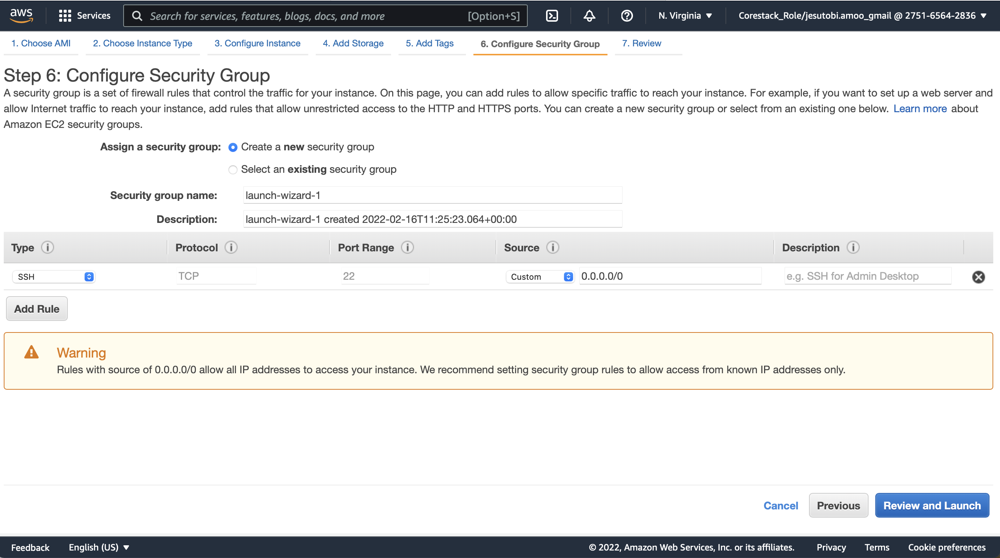 aws Services Search for services, features, blogs, docs, and more [Option+S] N. Virginia Corestack_Role/jesutobi.amoo_gmail @ 2751-6564-2836
1. Choose AMI 2. Choose Instance Type 3. Configure Instance 4. Add Storage 5. Add Tags 6. Configure Security Group 7. Review
Step 6: Configure Security Group
A security group is a set of firewall rules that control the traffic for your instance. On this page, you can add rules to allow specific traffic to reach your instance. For example, if you want to set up a web server and
allow Internet traffic to reach your instance, add rules that allow unrestricted access to the HTTP and HTTPS ports. You can create a new security group or select from an existing one below. Learn more about
Amazon EC2 security groups.
Assign a security group: Create a new security group
Select an existing security group
Security group name: launch-wizard-1
Description: launch-wizard-1 created 2022-02-16T11:25:23.064+00:00
Type Protocol Port Range Source Description
SSH TCP 22 Custom 0.0.0.0/0 e.g. SSH for Admin Desktop
Add Rule
Warning
Rules with source of 0.0.0.0/0 allow all IP addresses to access your instance. We recommend setting security group rules to allow access from known IP addresses only.
Cancel Previous Review and Launch
Feedback English (US) © 2022, Amazon Web Services, Inc. or its affiliates. Privacy Terms Cookie preferences